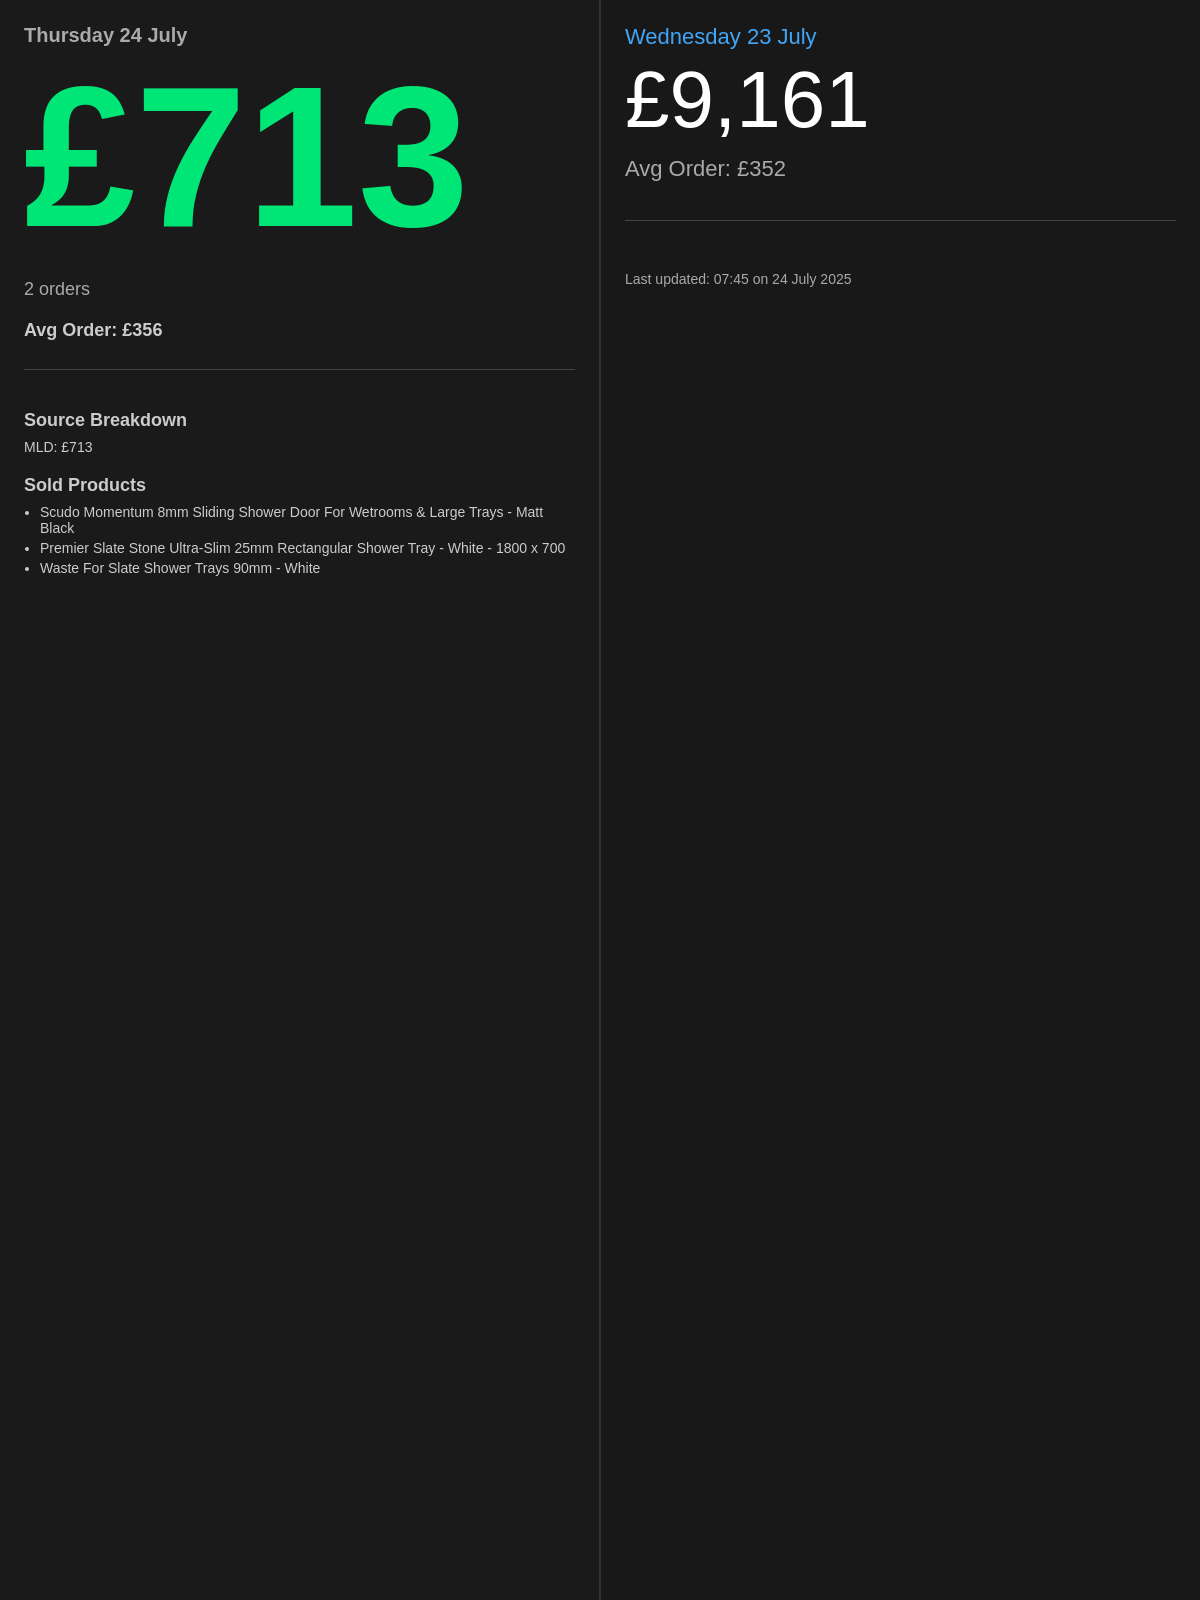 Thursday 24 July
£713
2 orders
Avg Order: £356
Source Breakdown
MLD: £713
Sold Products
• Scudo Momentum 8mm Sliding Shower Door For Wetrooms & Large Trays - Matt
Black
• Premier Slate Stone Ultra-Slim 25mm Rectangular Shower Tray - White - 1800 x 700
• Waste For Slate Shower Trays 90mm - White
Wednesday 23 July
£9,161
Avg Order: £352
Last updated: 07:45 on 24 July 2025